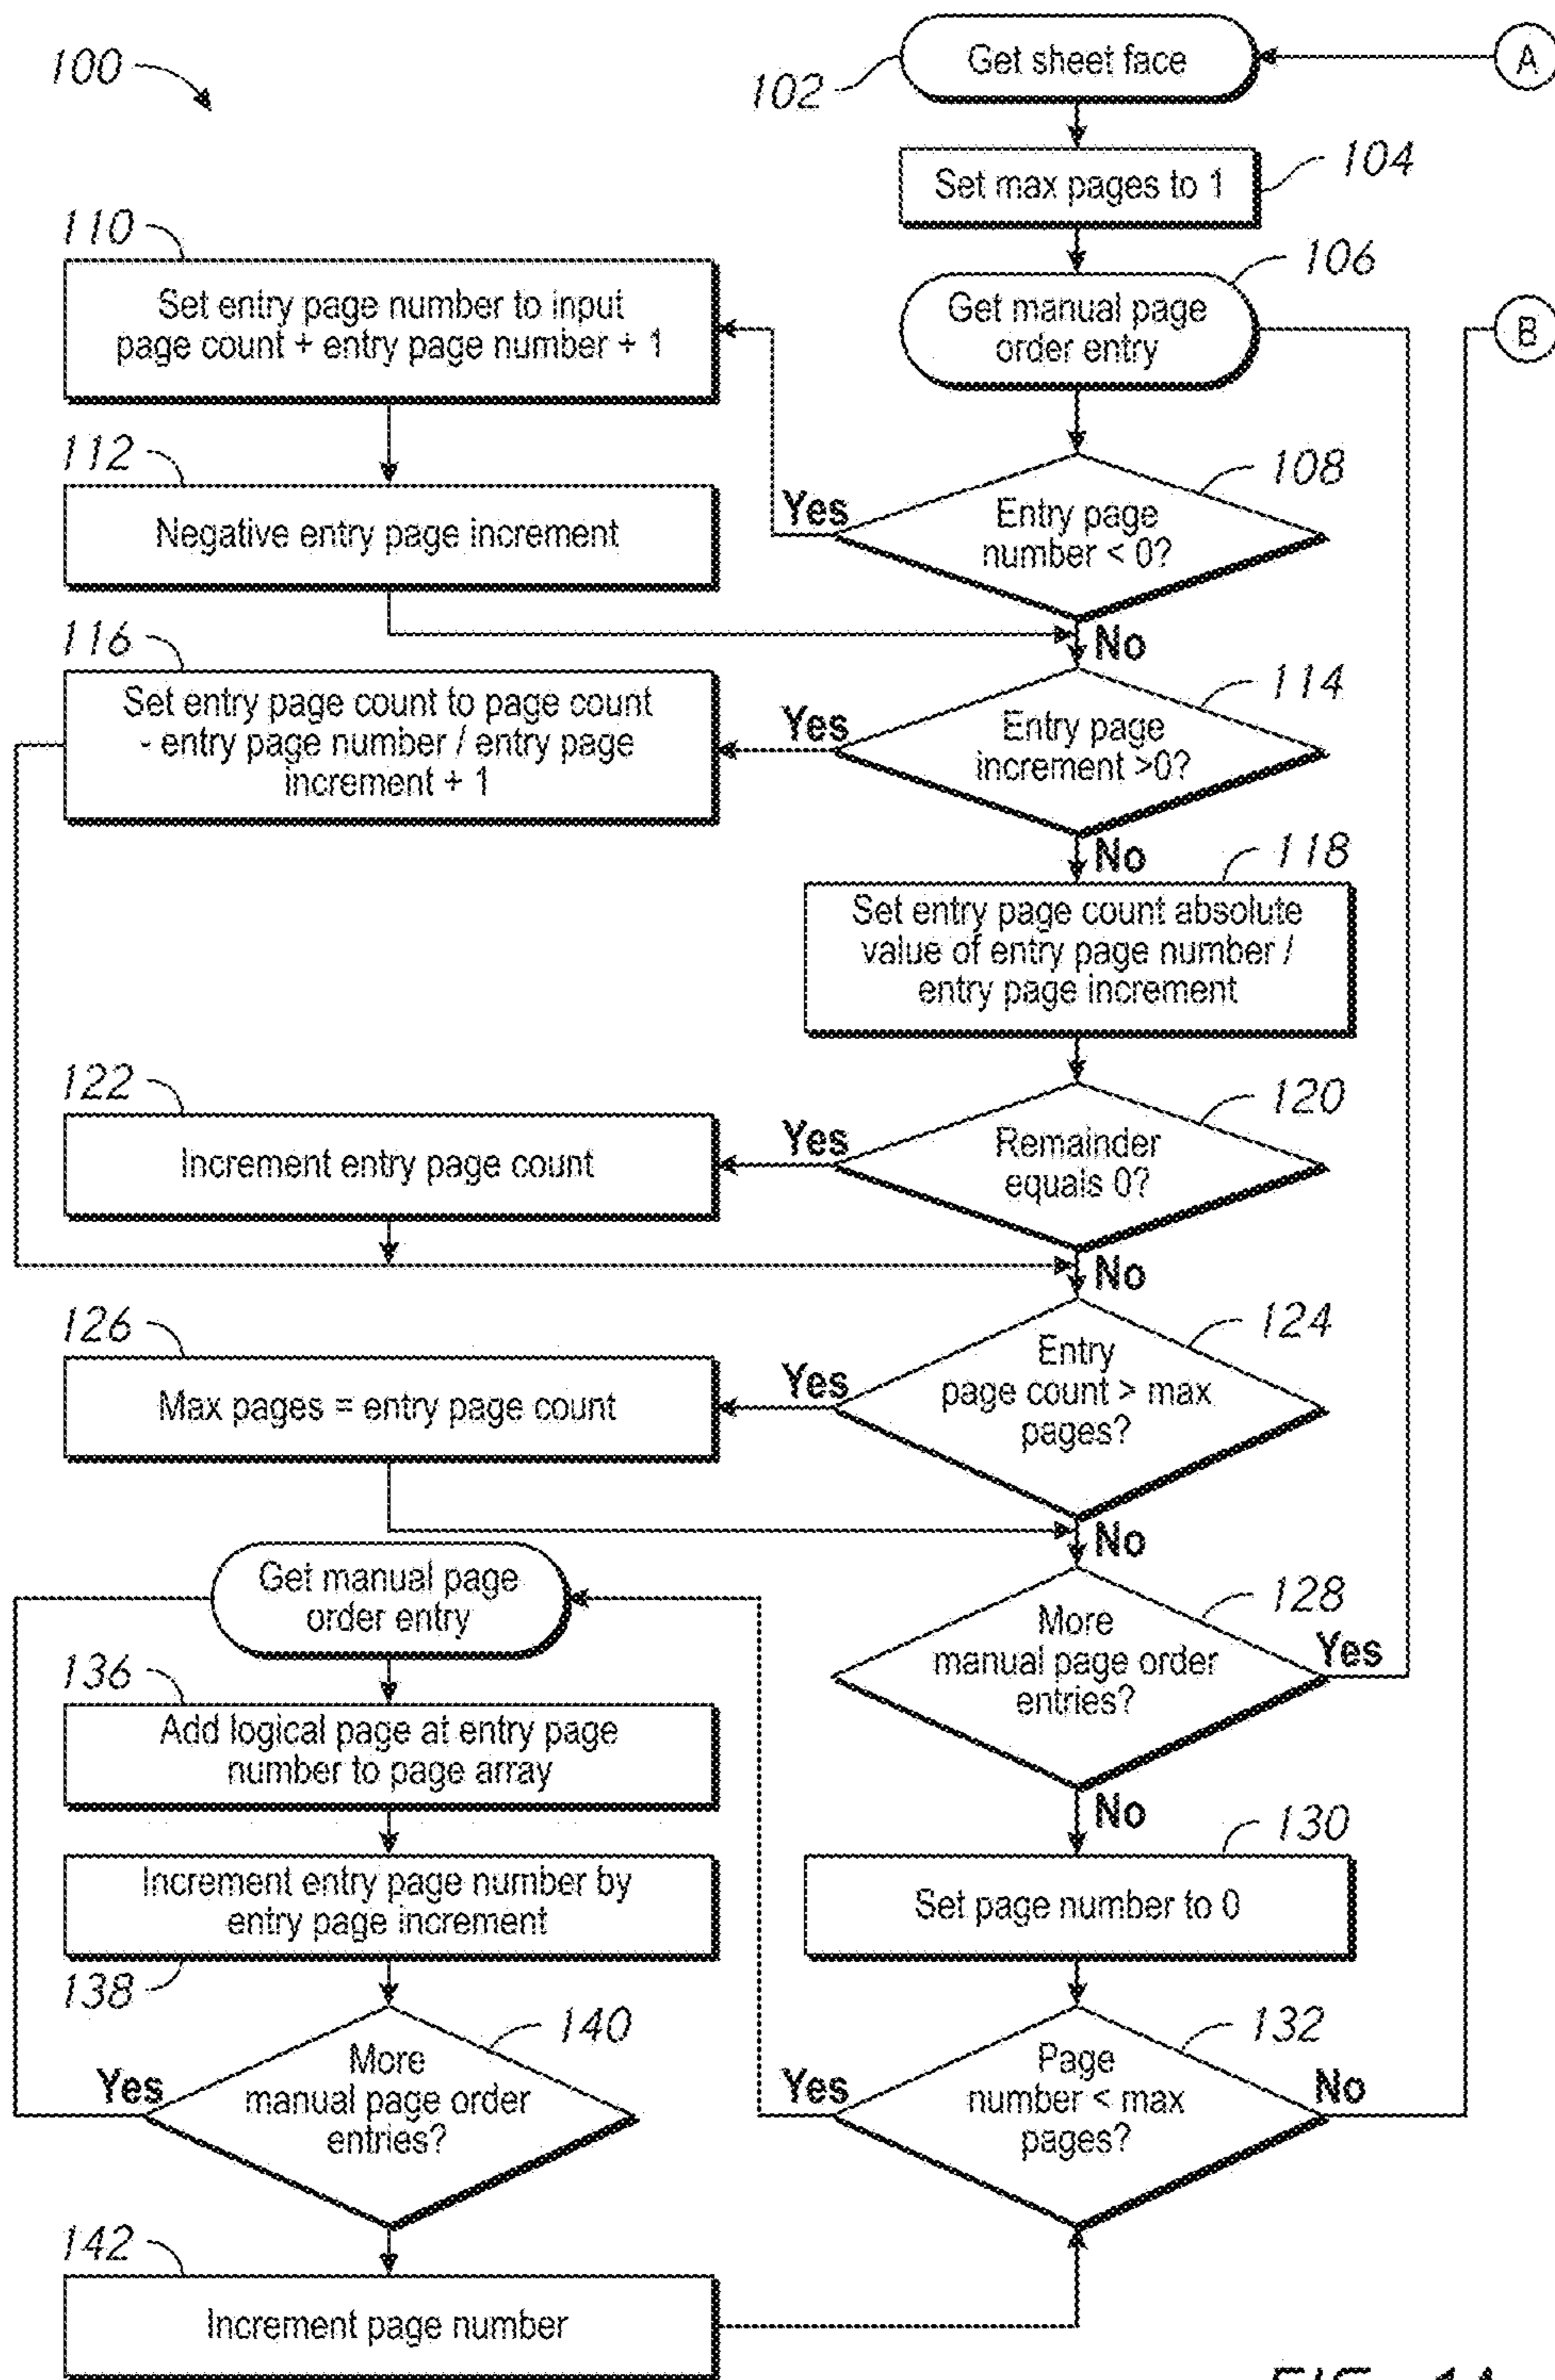 100
102
Get sheet face
A
Set max pages to 1
104
110
Set entry page number to input
page count + entry page number + 1
106
Get manual page
order entry
B
112
Negative entry page increment
108
Yes
Entry page
number < 0?
No
116
Set entry page count to page count
- entry page number / entry page
increment + 1
114
Yes
Entry page
increment >0?
No
118
Set entry page count absolute
value of entry page number /
entry page increment
122
Increment entry page count
120
Yes
Remainder
equals 0?
No
126
Max pages = entry page count
124
Yes
Entry
page count > max
pages?
No
Get manual page
order entry
128
More
manual page order
entries?
Yes
No
136
Add logical page at entry page
number to page array
Increment entry page number by
entry page increment
138
130
Set page number to 0
140
Yes
More
manual page order
entries?
132
Yes
Page
number < max
pages?
No
142
Increment page number